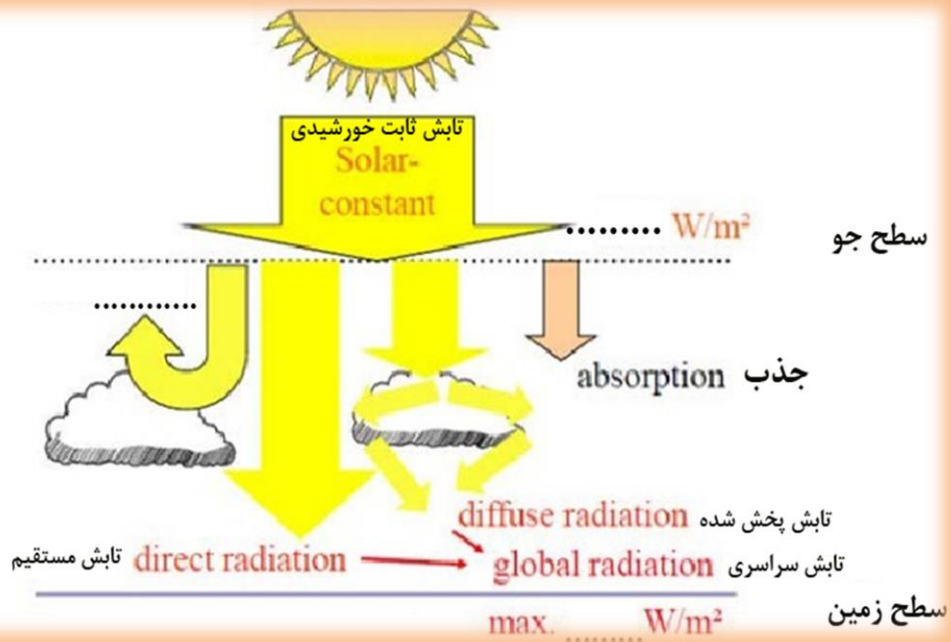 تابش ثابت خورشیدی
Solar-
constant
......... W/m²
سطح جو
............
absorption جذب
diffuse radiation تابش پخش شده
تابش مستقیم direct radiation
global radiation تابش سراسری
سطح زمین
max. ........ W/m²